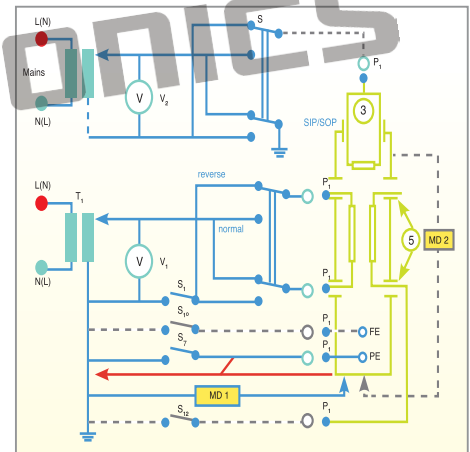 onics
L(N)
S
Mains
P1
V
V2
3
N(L)
SIP/SOP
reverse
L(N)
T1
P1
normal
5
MD 2
V
V1
N(L)
S1
P1
S10
P1
FE
S7
P1
PE
MD 1
S12
P1